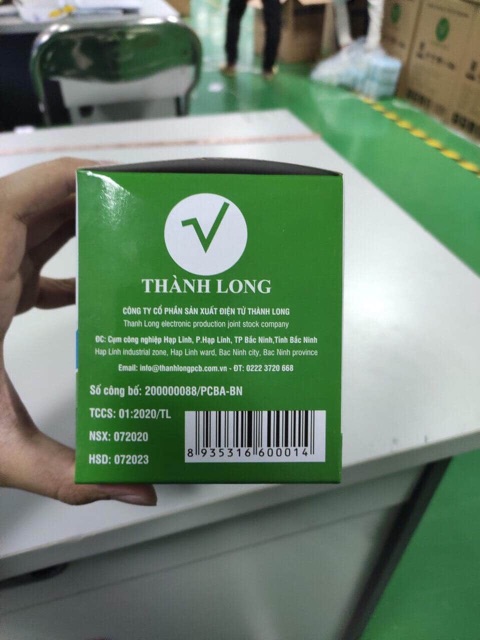 THÀNH LONG
CÔNG TY CỔ PHẦN SẢN XUẤT ĐIỆN TỬ THÀNH LONG
Thanh Long electronic production joint stock company
ĐC: Cụm công nghiệp Hạp Lĩnh, P.Hạp Lĩnh, TP Bắc Ninh,Tỉnh Bắc Ninh
Hap Linh industrial zone, Hap Linh ward, Bac Ninh city, Bac Ninh province
Email: info@thanhlongpcb.com.vn - ĐT: 0222 3720 668
Số công bố: 200000088/PCBA-BN
TCCS: 01:2020/TL
NSX: 072020
HSD: 072023
8 935316 600014